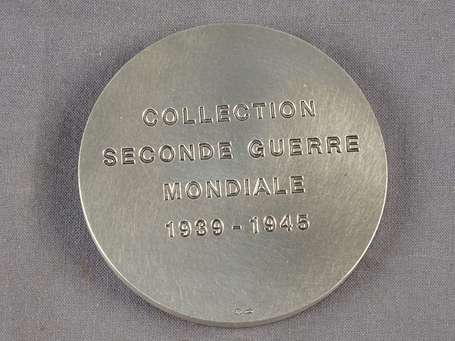 COLLECTION
SECONDE GUERRE
MONDIALE
1939 - 1945